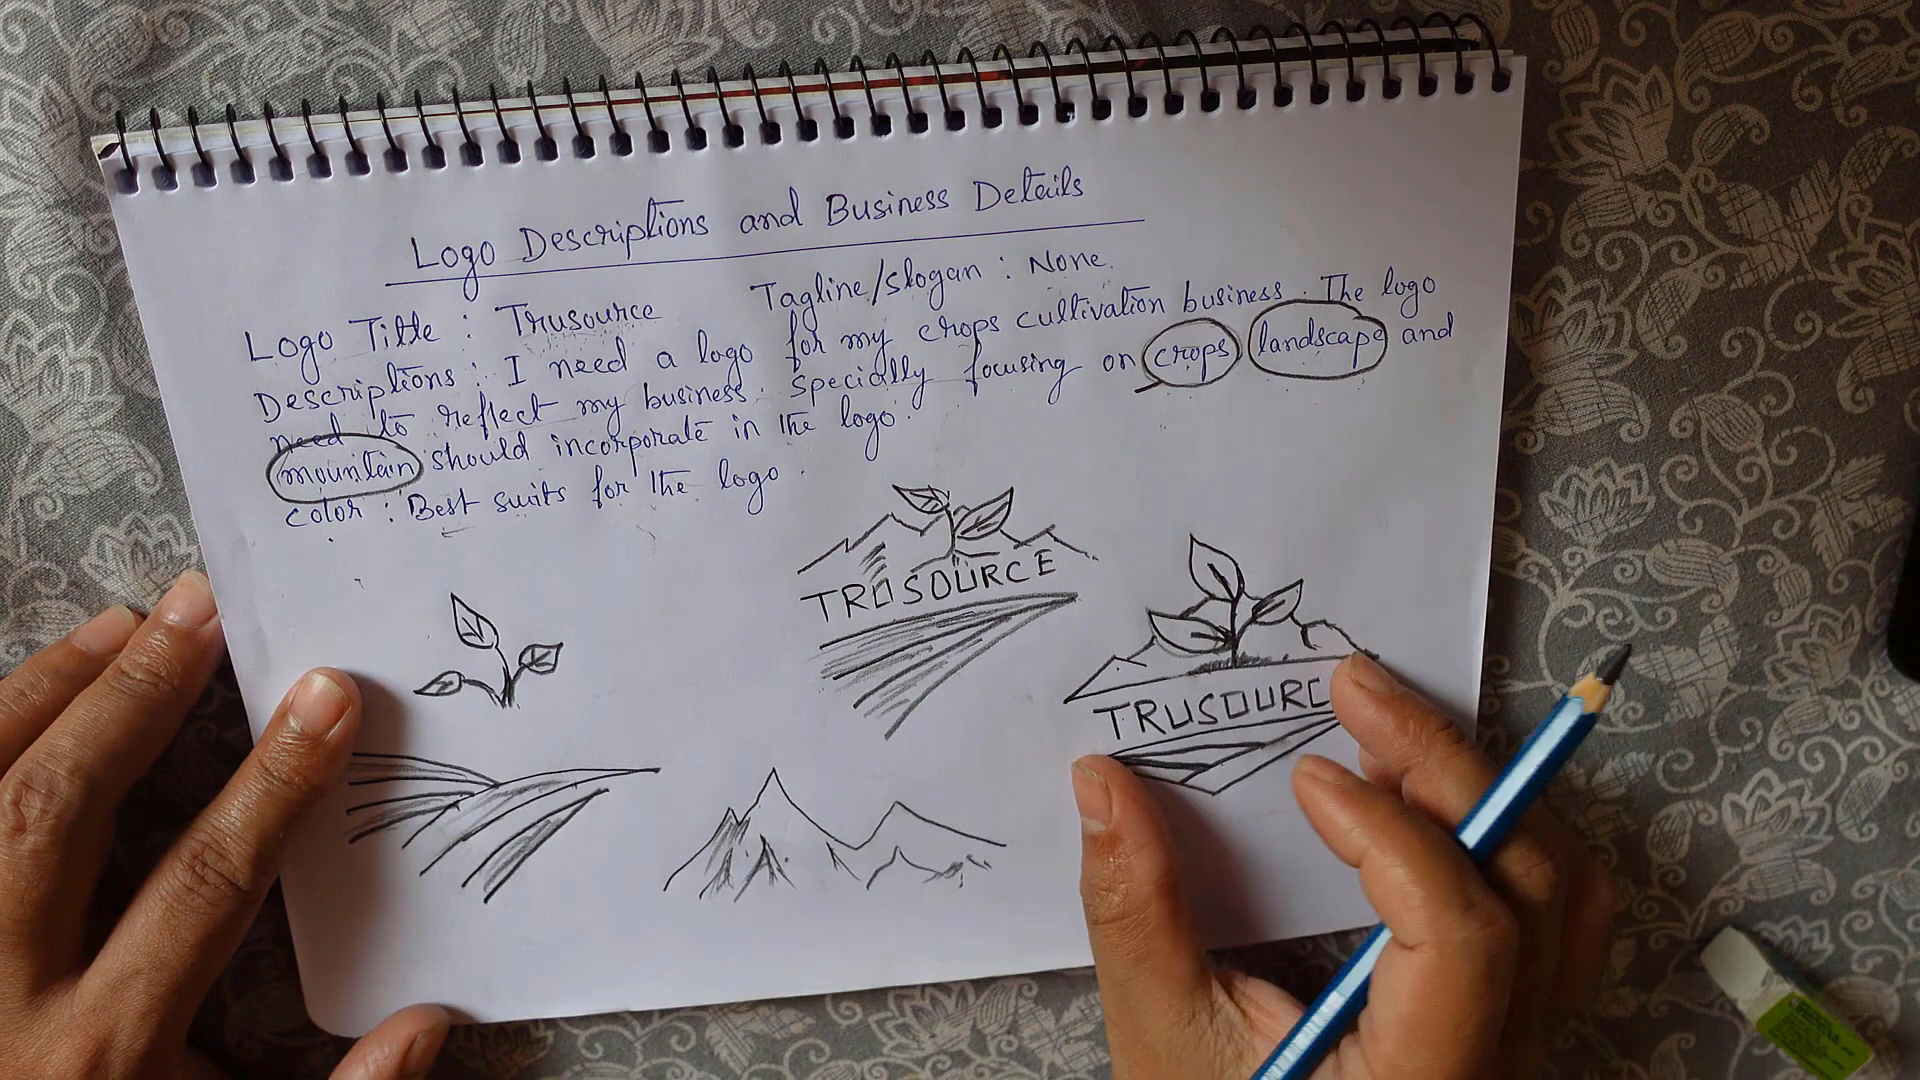 Logo Descriptions and Business Details
Logo Title : Trusource Tagline/Slogan : None.
Descriptions : I need a logo for my crops cultivation business. The logo
need to reflect my business. Specially focusing on crops landscape and
mountain should incorporate in the logo.
Color : Best suits for the logo.
TRUSOURCE
TRUSOURC